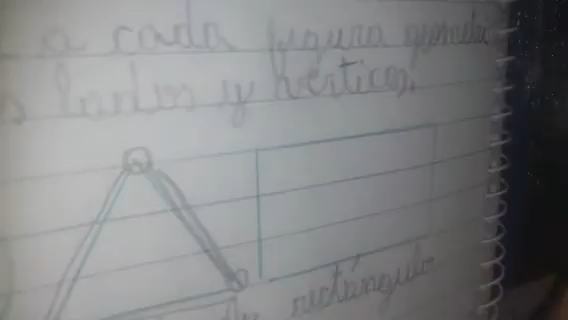 a cada figura
lados y vértices.
rectángulo